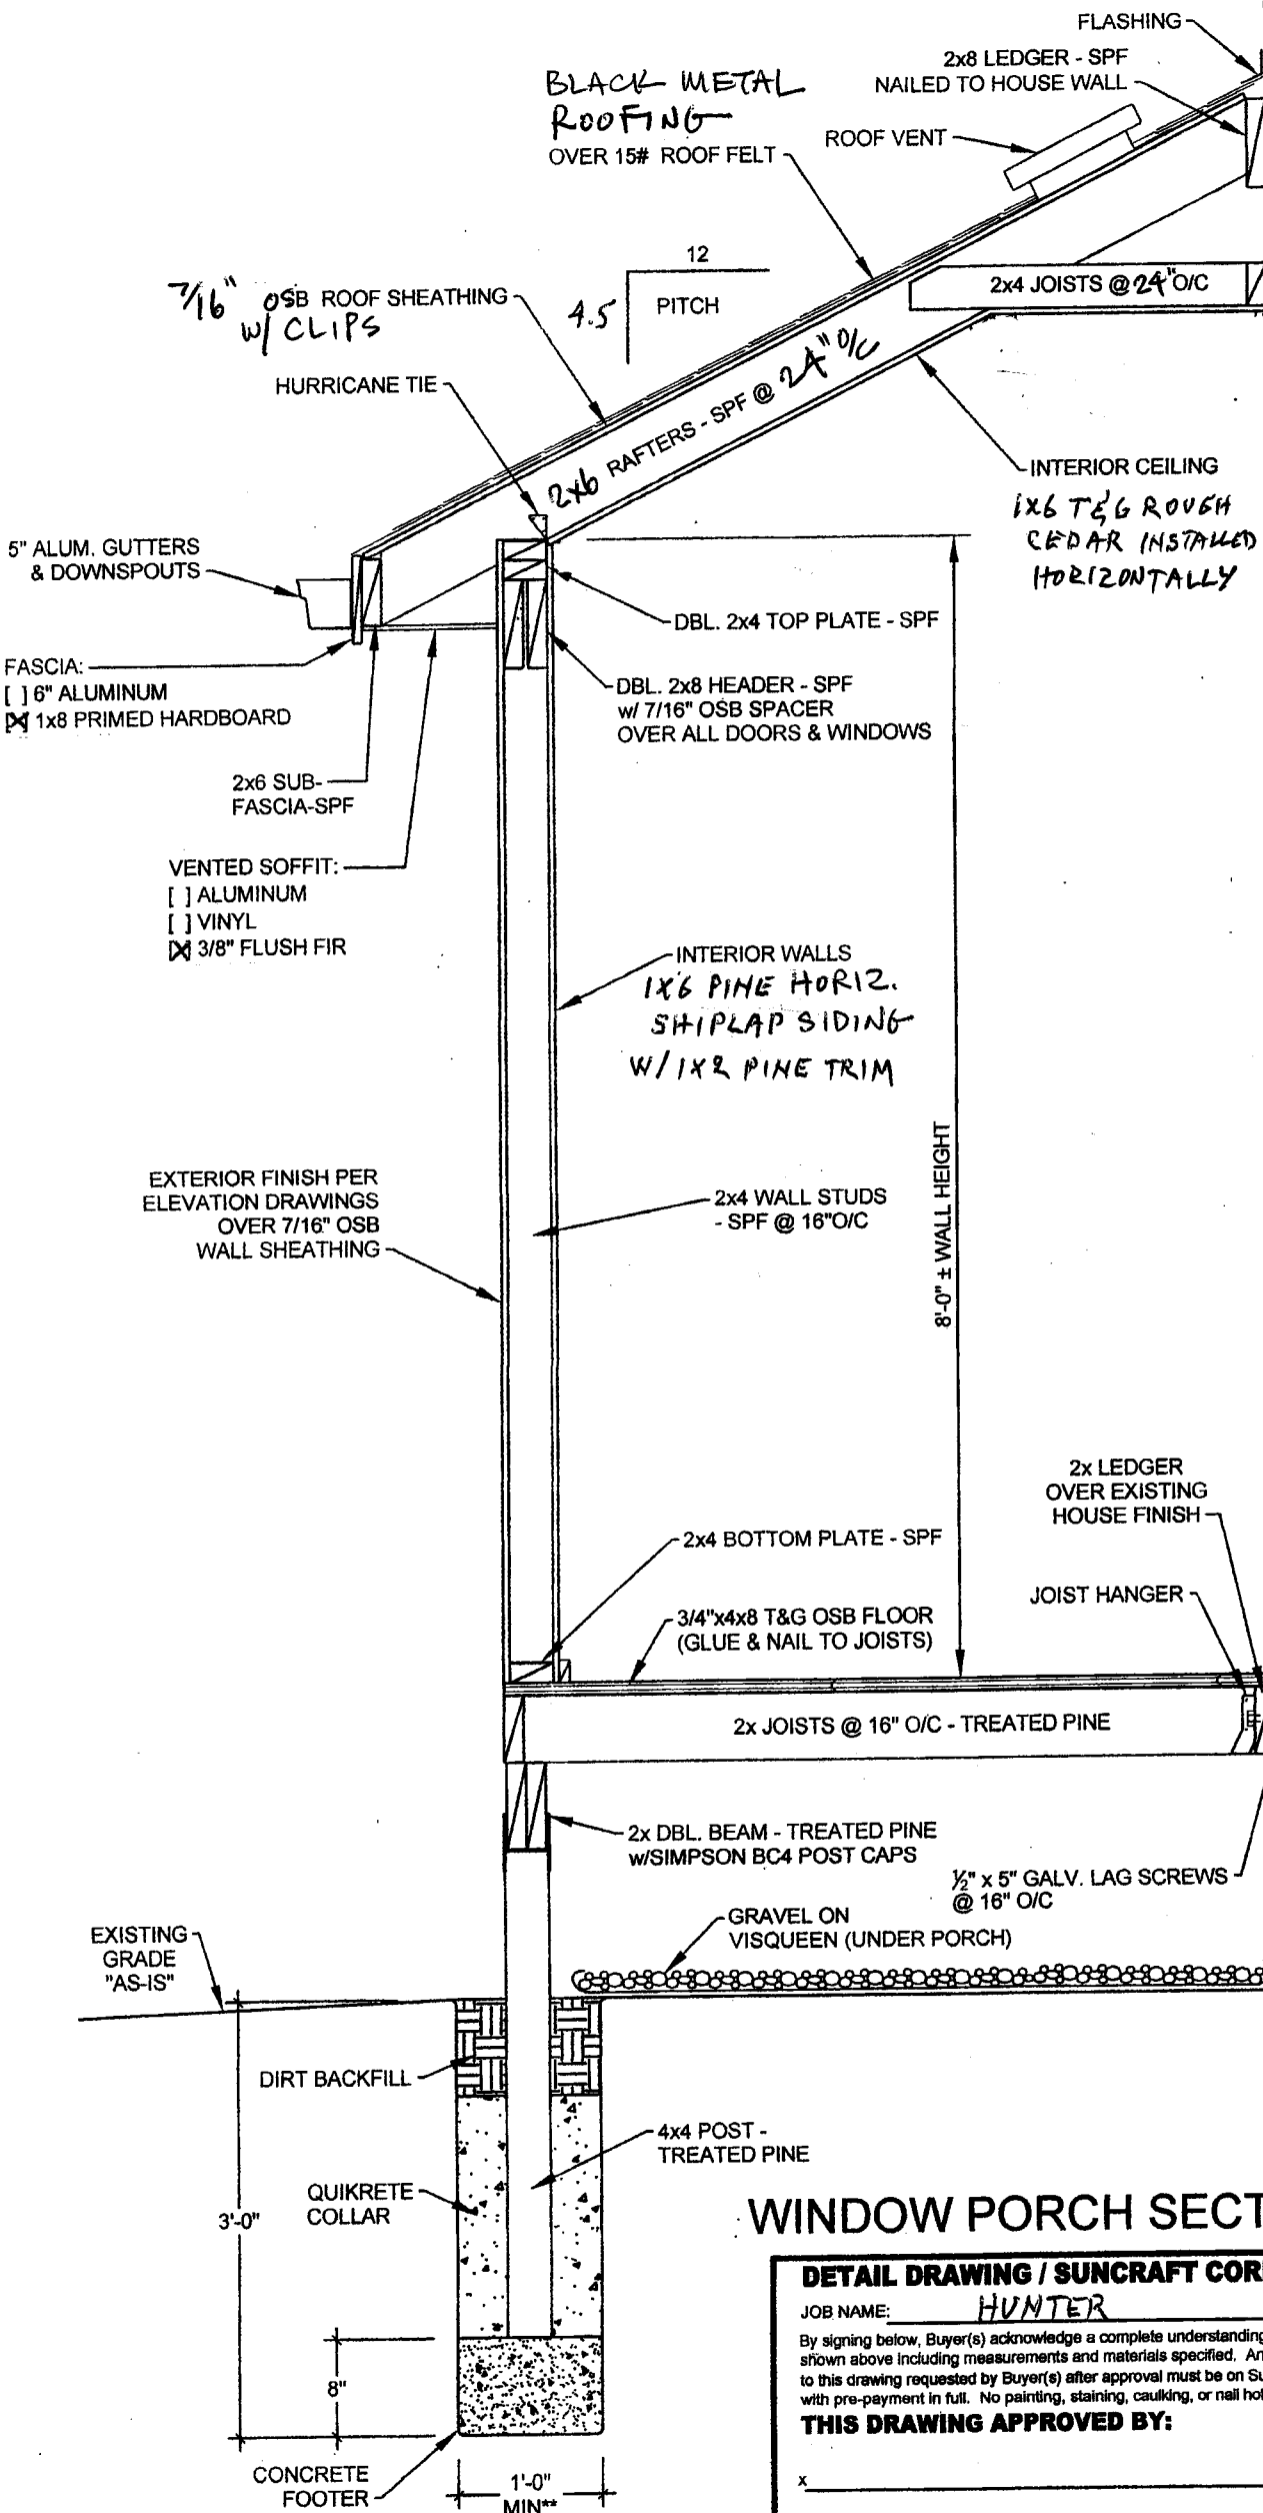 FLASHING
2x8 LEDGER - SPF
NAILED TO HOUSE WALL
BLACK METAL
ROOFING
OVER 15# ROOF FELT
ROOF VENT
12
PITCH
4.5
7/16" OSB ROOF SHEATHING
W/ CLIPS
2x4 JOISTS @ 24" O/C
HURRICANE TIE
2x6 RAFTERS - SPF @ 24" O/C
INTERIOR CEILING
1X6 T&G ROUGH
CEDAR INSTALLED
HORIZONTALLY
5" ALUM. GUTTERS
& DOWNSPOUTS
DBL. 2x4 TOP PLATE - SPF
FASCIA:
[ ] 6" ALUMINUM
[X] 1x8 PRIMED HARDBOARD
DBL. 2x8 HEADER - SPF
w/ 7/16" OSB SPACER
OVER ALL DOORS & WINDOWS
2x6 SUB-
FASCIA-SPF
VENTED SOFFIT:
[ ] ALUMINUM
[ ] VINYL
[X] 3/8" FLUSH FIR
INTERIOR WALLS
1X6 PINE HORIZ.
SHIPLAP SIDING
W/ 1X2 PINE TRIM
8'-0" ± WALL HEIGHT
EXTERIOR FINISH PER
ELEVATION DRAWINGS
OVER 7/16" OSB
WALL SHEATHING
2x4 WALL STUDS
- SPF @ 16"O/C
2x LEDGER
OVER EXISTING
HOUSE FINISH
2x4 BOTTOM PLATE - SPF
JOIST HANGER
3/4"x4x8 T&G OSB FLOOR
(GLUE & NAIL TO JOISTS)
2x JOISTS @ 16" O/C - TREATED PINE
2x DBL. BEAM - TREATED PINE
w/SIMPSON BC4 POST CAPS
½" x 5" GALV. LAG SCREWS
@ 16" O/C
GRAVEL ON
VISQUEEN (UNDER PORCH)
EXISTING
GRADE
"AS-IS"
DIRT BACKFILL
4x4 POST -
TREATED PINE
QUIKRETE
COLLAR
3'-0"
8"
CONCRETE
FOOTER
1'-0"
MIN**
WINDOW PORCH SECT
DETAIL DRAWING / SUNCRAFT COR
JOB NAME: HUNTER
By signing below, Buyer(s) acknowledge a complete understanding
shown above including measurements and materials specified. An
to this drawing requested by Buyer(s) after approval must be on Su
with pre-payment in full. No painting, staining, caulking, or nail hol
THIS DRAWING APPROVED BY:
x